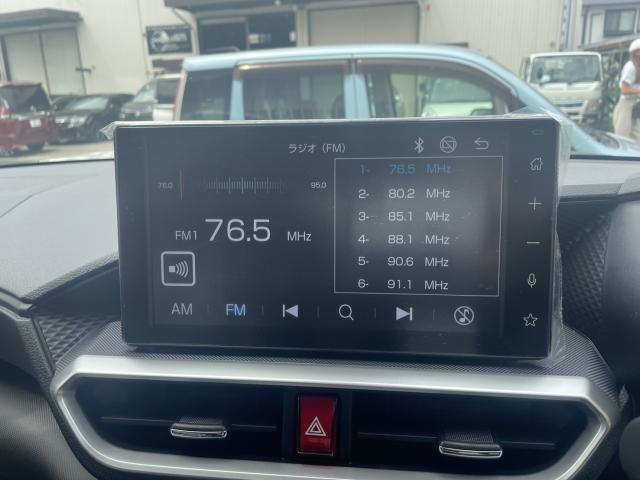 ラジオ (FM)
76.0
95.0
FM1 76.5 MHz
1- 76.5 MHz
2- 80.2 MHz
3- 85.1 MHz
4- 88.1 MHz
5- 90.6 MHz
6- 91.1 MHz
AM
FM